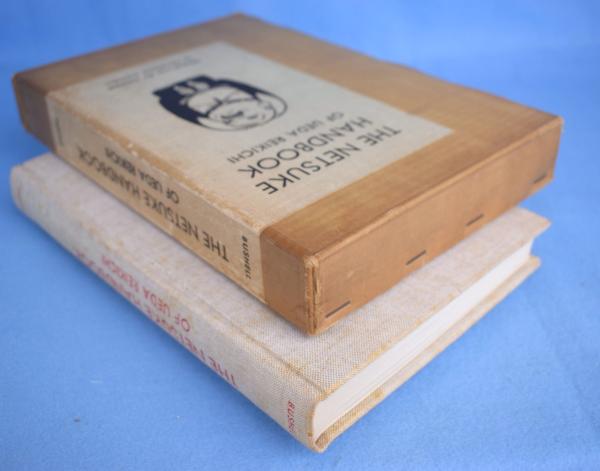 THE NETSUKE
HANDBOOK
OF UEDA REIKICHI
THE NETSUKE HANDBOOK
OF UEDA REIKICHI
BUSHELL
THE NETSUKE HANDBOOK
OF UEDA REIKICHI